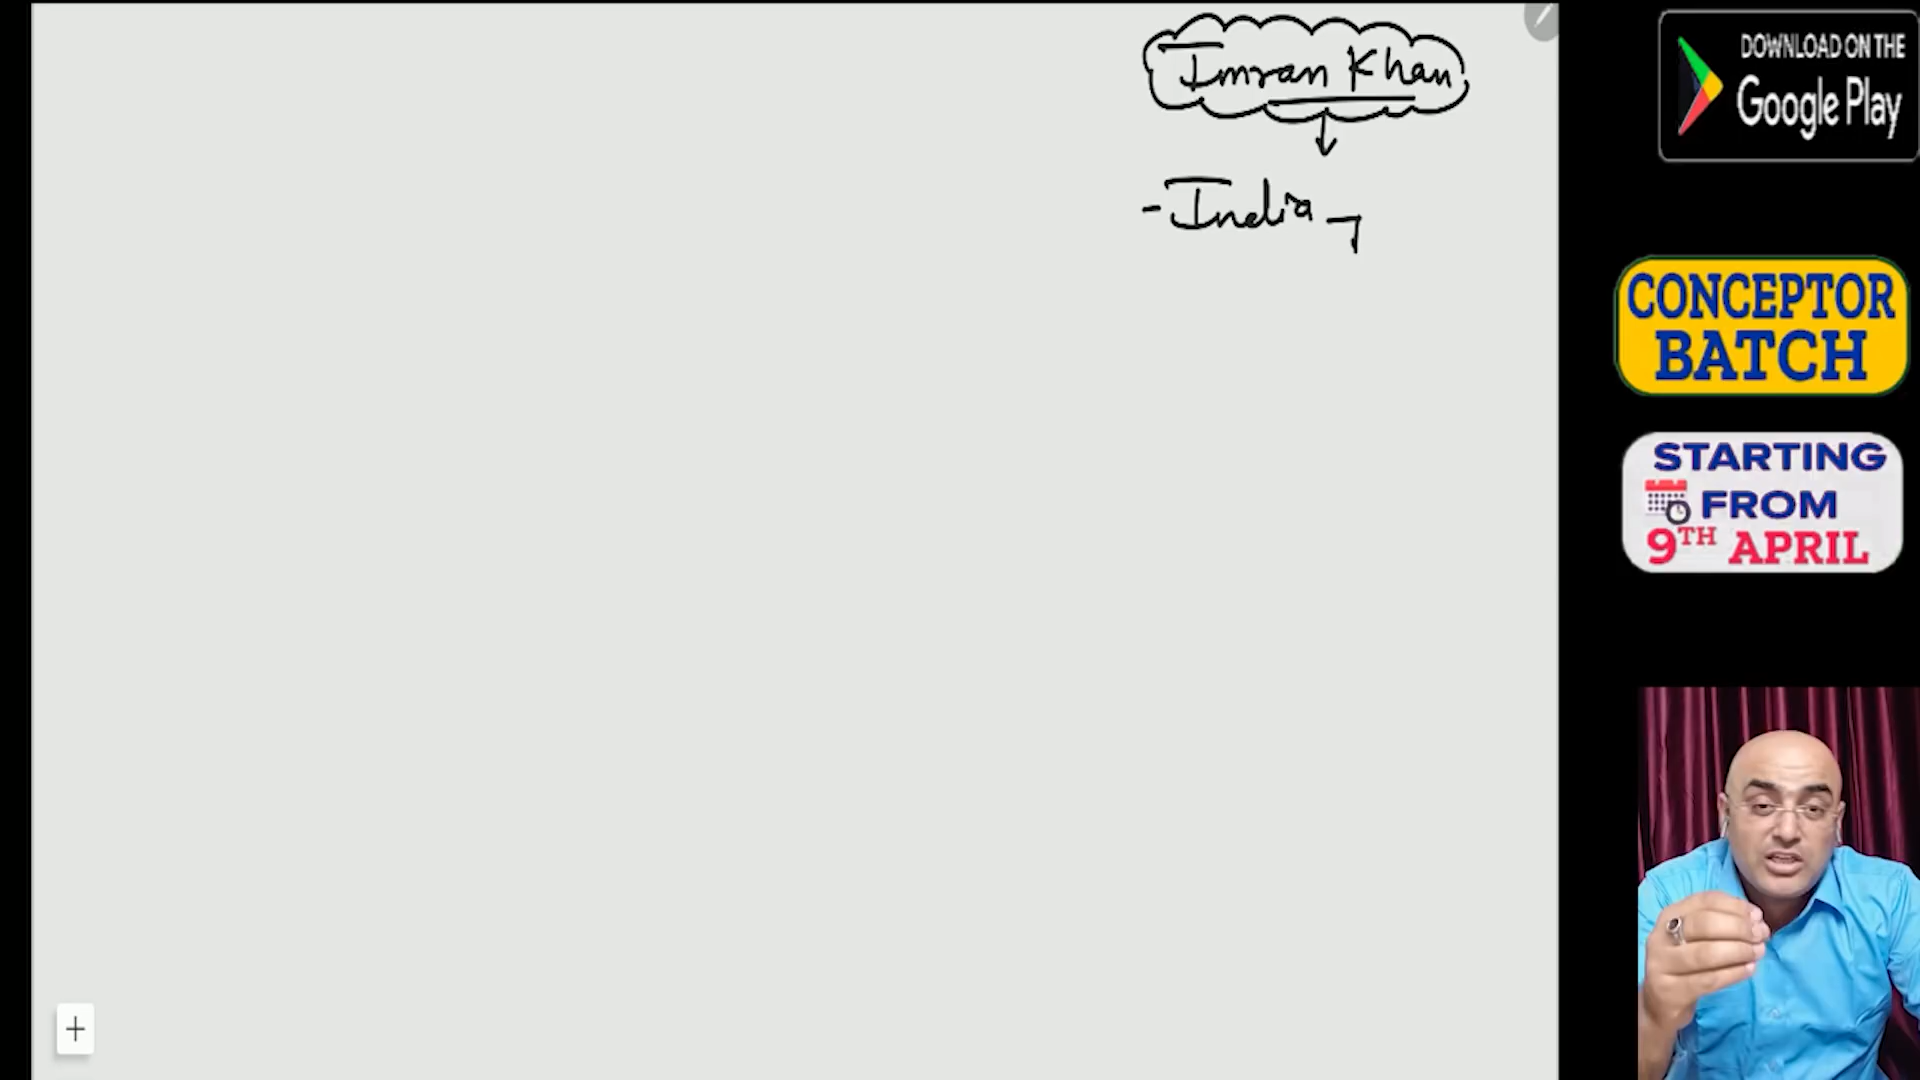 Imran Khan
- India
DOWNLOAD ON THE
Google Play
CONCEPTOR
BATCH
STARTING
FROM
9TH APRIL
+